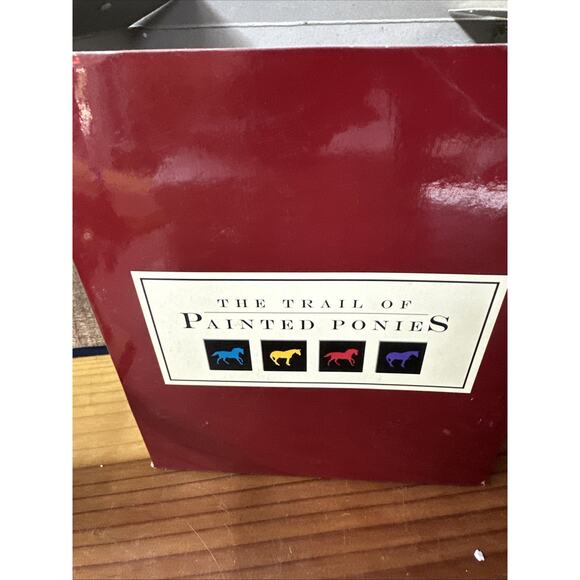 THE TRAIL OF
PAINTED PONIES